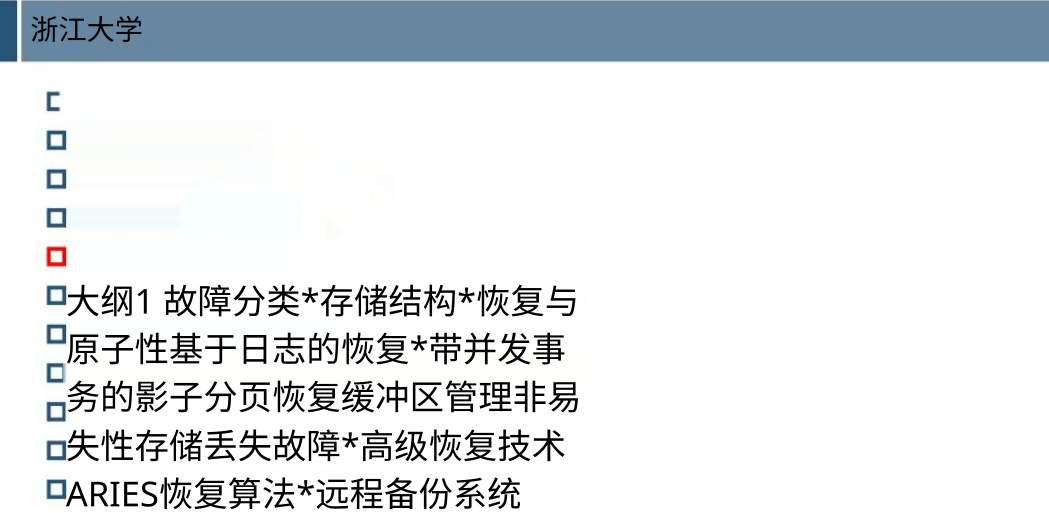 浙江大学
大纲1 故障分类*存储结构*恢复与
原子性基于日志的恢复*带并发事
务的影子分页恢复缓冲区管理非易
失性存储丢失故障*高级恢复技术
ARIES恢复算法*远程备份系统